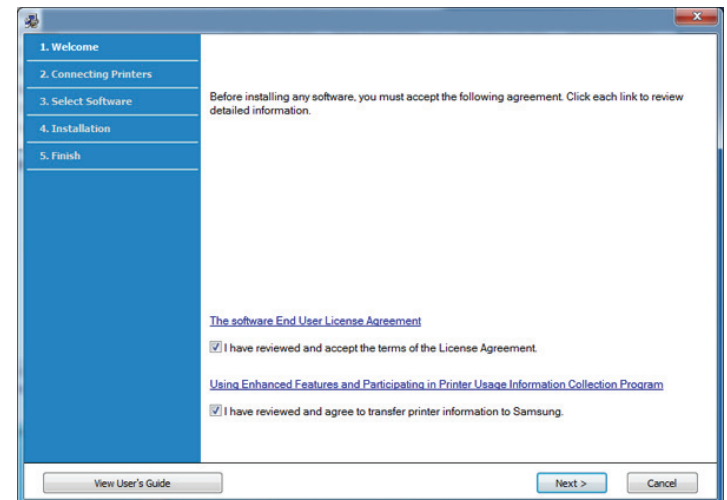 1. Welcome
2. Connecting Printers
3. Select Software
4. Installation
5. Finish
Before installing any software, you must accept the following agreement. Click each link to review
detailed information.
The software End User License Agreement
I have reviewed and accept the terms of the License Agreement.
Using Enhanced Features and Participating in Printer Usage Information Collection Program
I have reviewed and agree to transfer printer information to Samsung.
View User's Guide
Next >
Cancel